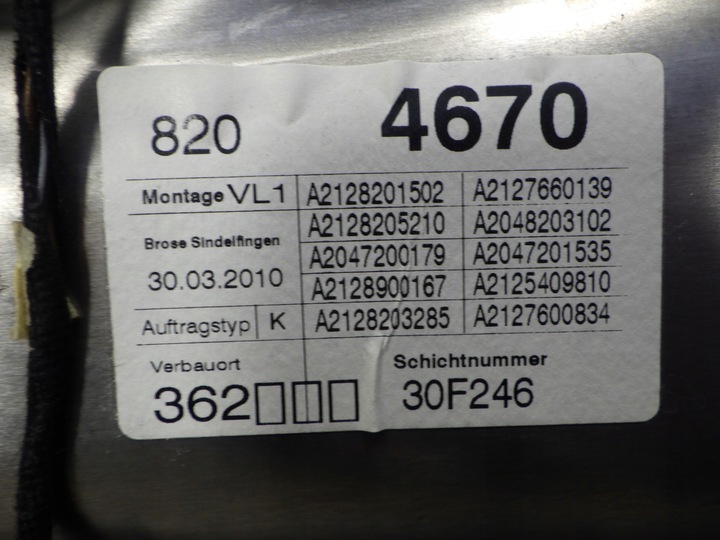 820 4670
Montage VL1 A2128201502 A2127660139
A2128205210 A2048203102
Brose Sindelfingen A2047200179 A2047201535
30.03.2010 A2128900167 A2125409810
Auftragstyp K A2128203285 A2127600834
Verbauort Schichtnummer
362□□□ 30F246